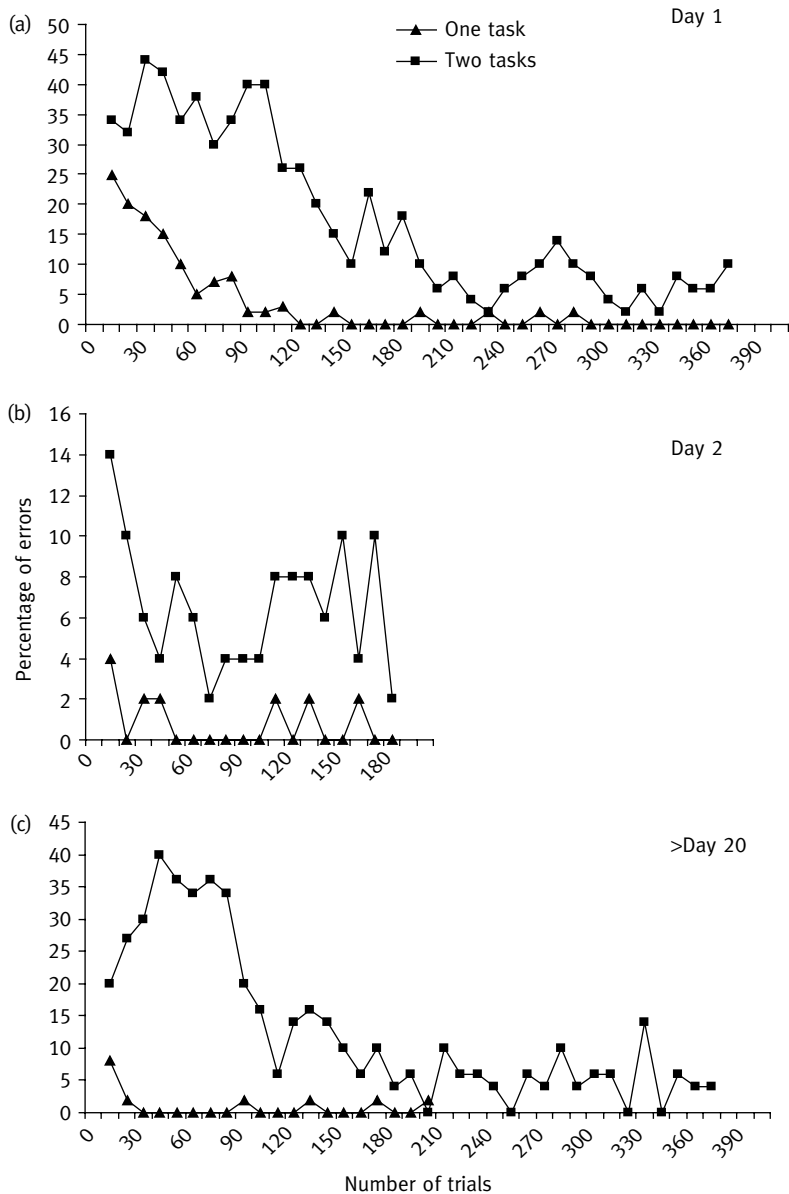 (a)
Day 1
One task
Two tasks
50
45
40
35
30
25
20
15
10
5
0
0 30 60 90 120 150 180 210 240 270 300 330 360 390
(b)
Day 2
Percentage of errors
16
14
12
10
8
6
4
2
0
0 30 60 90 120 150 180
(c)
>Day 20
45
40
35
30
25
20
15
10
5
0
0 30 60 90 120 150 180 210 240 270 300 330 360 390
Number of trials